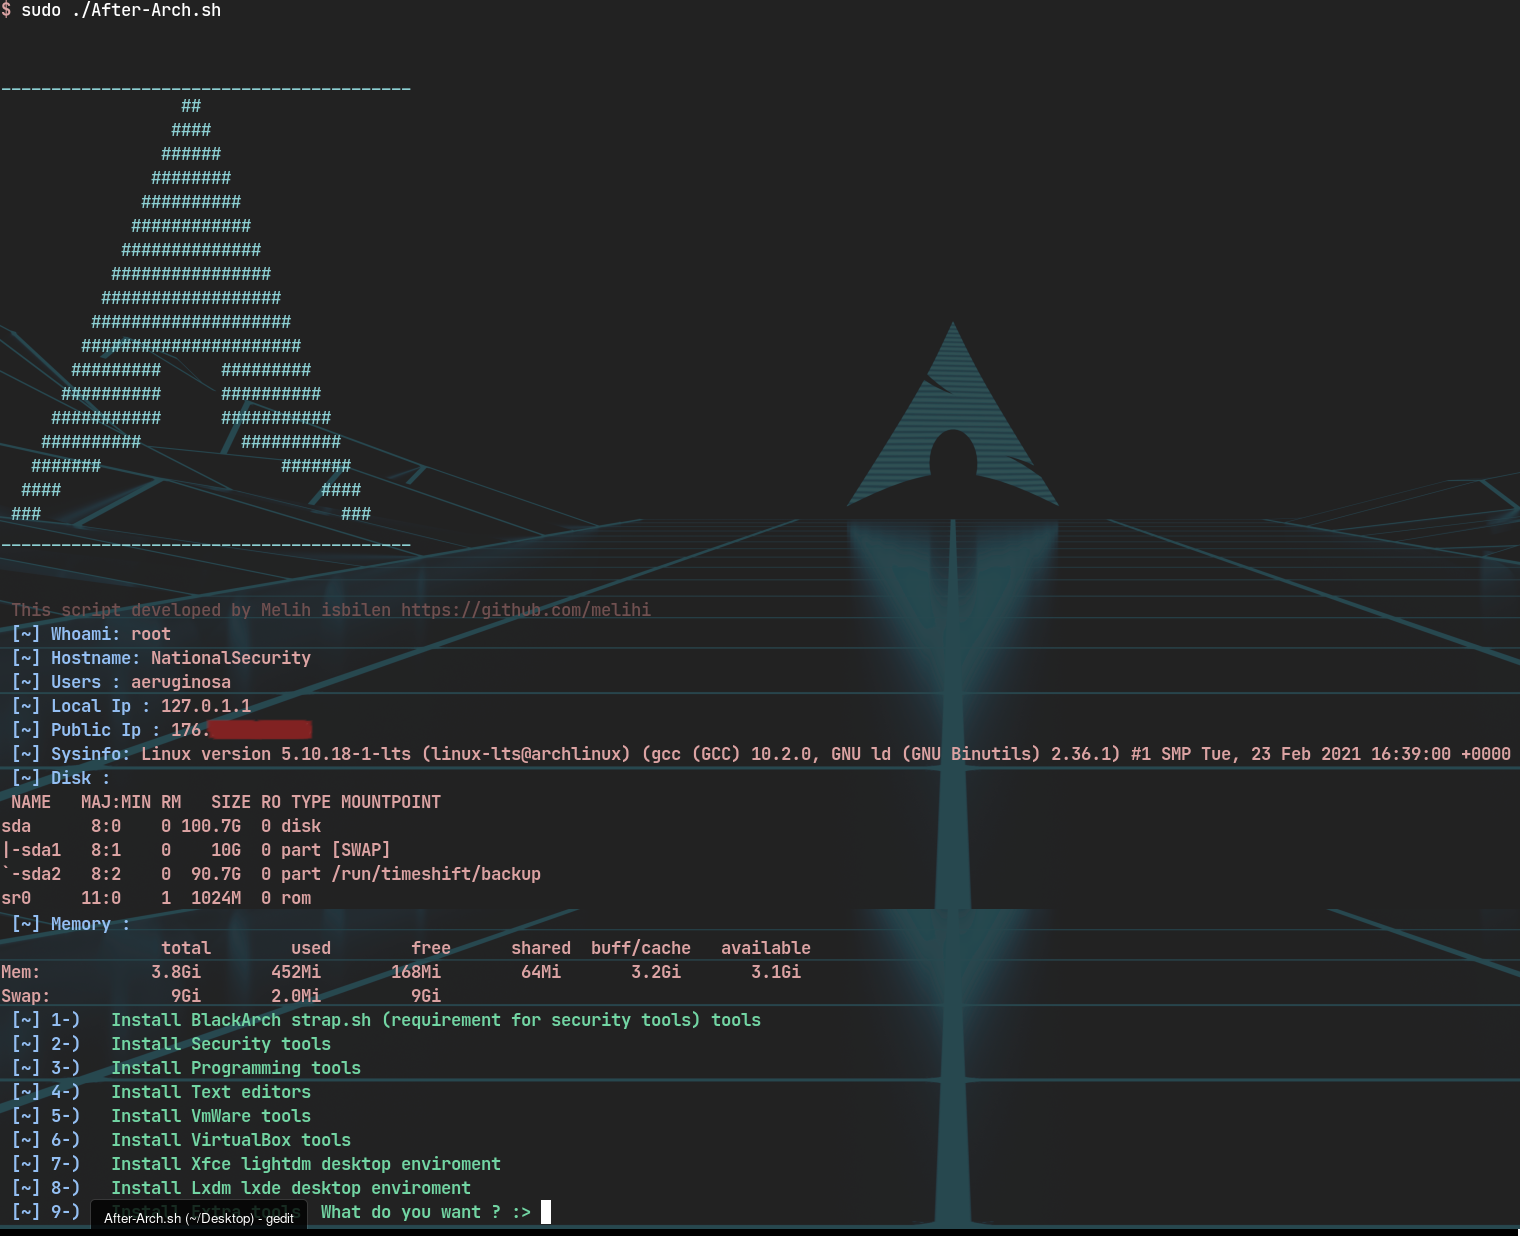 $ sudo ./After-Arch.sh
-----------------------------------------
##
####
######
########
##########
############
##############
################
##################
####################
######################
#########      #########
##########      ##########
###########      ###########
##########          ##########
#######                  #######
####                          ####
###                              ###
-----------------------------------------
This script developed by Melih isbilen https://github.com/melihi
[~] Whoami: root
[~] Hostname: NationalSecurity
[~] Users : aeruginosa
[~] Local Ip : 127.0.1.1
[~] Public Ip : 176.
[~] Sysinfo: Linux version 5.10.18-1-lts (linux-lts@archlinux) (gcc (GCC) 10.2.0, GNU ld (GNU Binutils) 2.36.1) #1 SMP Tue, 23 Feb 2021 16:39:00 +0000
[~] Disk :
NAME   MAJ:MIN RM   SIZE RO TYPE MOUNTPOINT
sda      8:0    0 100.7G  0 disk
|-sda1   8:1    0    10G  0 part [SWAP]
`-sda2   8:2    0  90.7G  0 part /run/timeshift/backup
sr0     11:0    1  1024M  0 rom
[~] Memory :
total        used        free      shared  buff/cache   available
Mem:           3.8Gi       452Mi       168Mi        64Mi       3.2Gi       3.1Gi
Swap:            9Gi       2.0Mi         9Gi
[~] 1-)   Install BlackArch strap.sh (requirement for security tools) tools
[~] 2-)   Install Security tools
[~] 3-)   Install Programming tools
[~] 4-)   Install Text editors
[~] 5-)   Install VmWare tools
[~] 6-)   Install VirtualBox tools
[~] 7-)   Install Xfce lightdm desktop enviroment
[~] 8-)   Install Lxdm lxde desktop enviroment
[~] 9-)   Install Extra tools  What do you want ? :>
After-Arch.sh (~/Desktop) - gedit